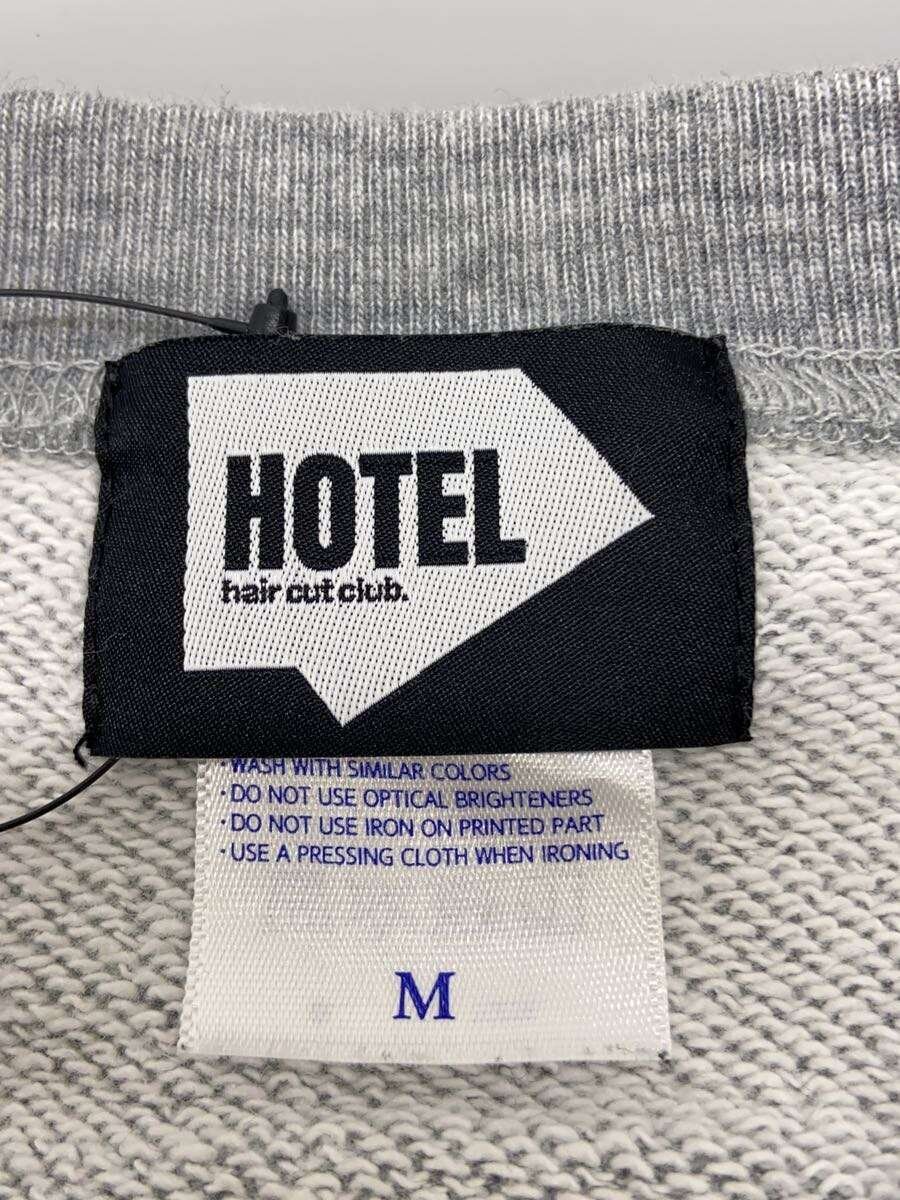 HOTEL
hair cut club.
·WASH WITH SIMILAR COLORS
·DO NOT USE OPTICAL BRIGHTENERS
·DO NOT USE IRON ON PRINTED PART
·USE A PRESSING CLOTH WHEN IRONING
M